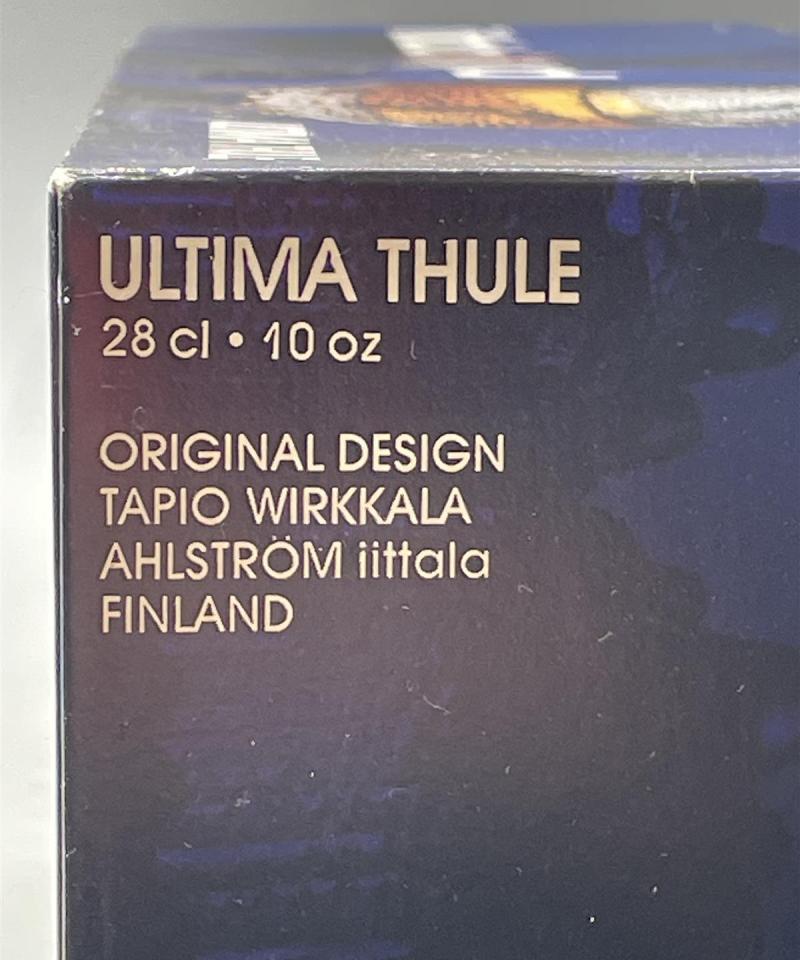 ULTIMA THULE
28 cl • 10 oz
ORIGINAL DESIGN
TAPIO WIRKKALA
AHLSTRÖM iittala
FINLAND